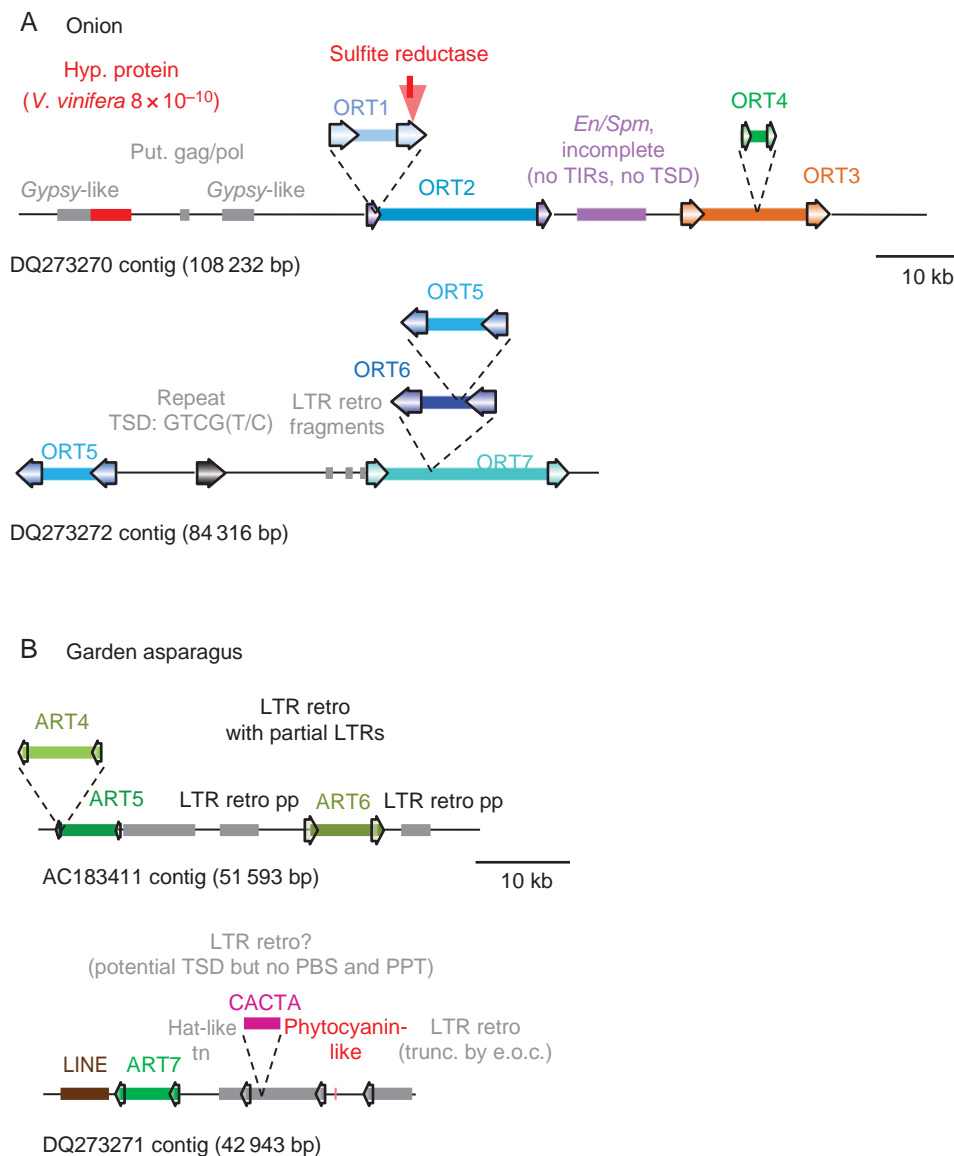 A Onion
Sulfite reductase
Hyp. protein
(V. vinifera 8 × 10⁻¹⁰)
ORT1
ORT4
Put. gag/pol
En/Spm,
incomplete
(no TIRs, no TSD)
Gypsy-like
Gypsy-like
ORT2
ORT3
DQ273270 contig (108 232 bp)
10 kb
ORT5
ORT6
Repeat
TSD: GTCG(T/C)
LTR retro
fragments
ORT5
ORT7
DQ273272 contig (84 316 bp)
B Garden asparagus
ART4
LTR retro
with partial LTRs
ART5
LTR retro pp
ART6
LTR retro pp
AC183411 contig (51 593 bp)
10 kb
LTR retro?
(potential TSD but no PBS and PPT)
CACTA
Hat-like
tn
Phytocyanin-
like
LTR retro
(trunc. by e.o.c.)
LINE
ART7
DQ273271 contig (42 943 bp)